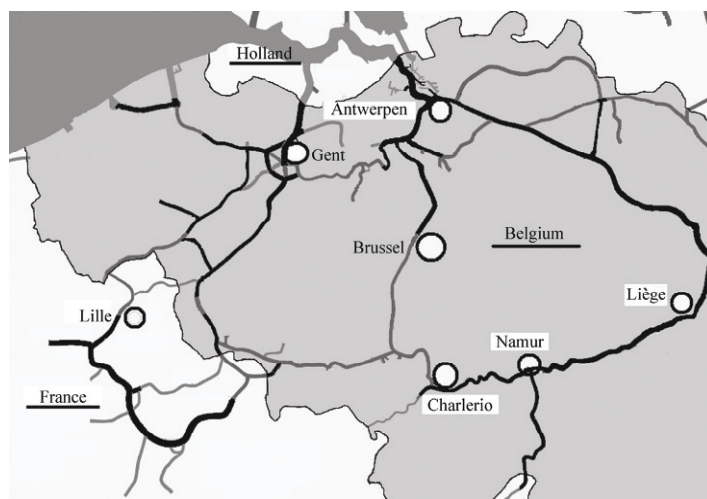 Holland
Antwerpen
Gent
Brussel
Belgium
Liège
Lille
Namur
France
Charlerio